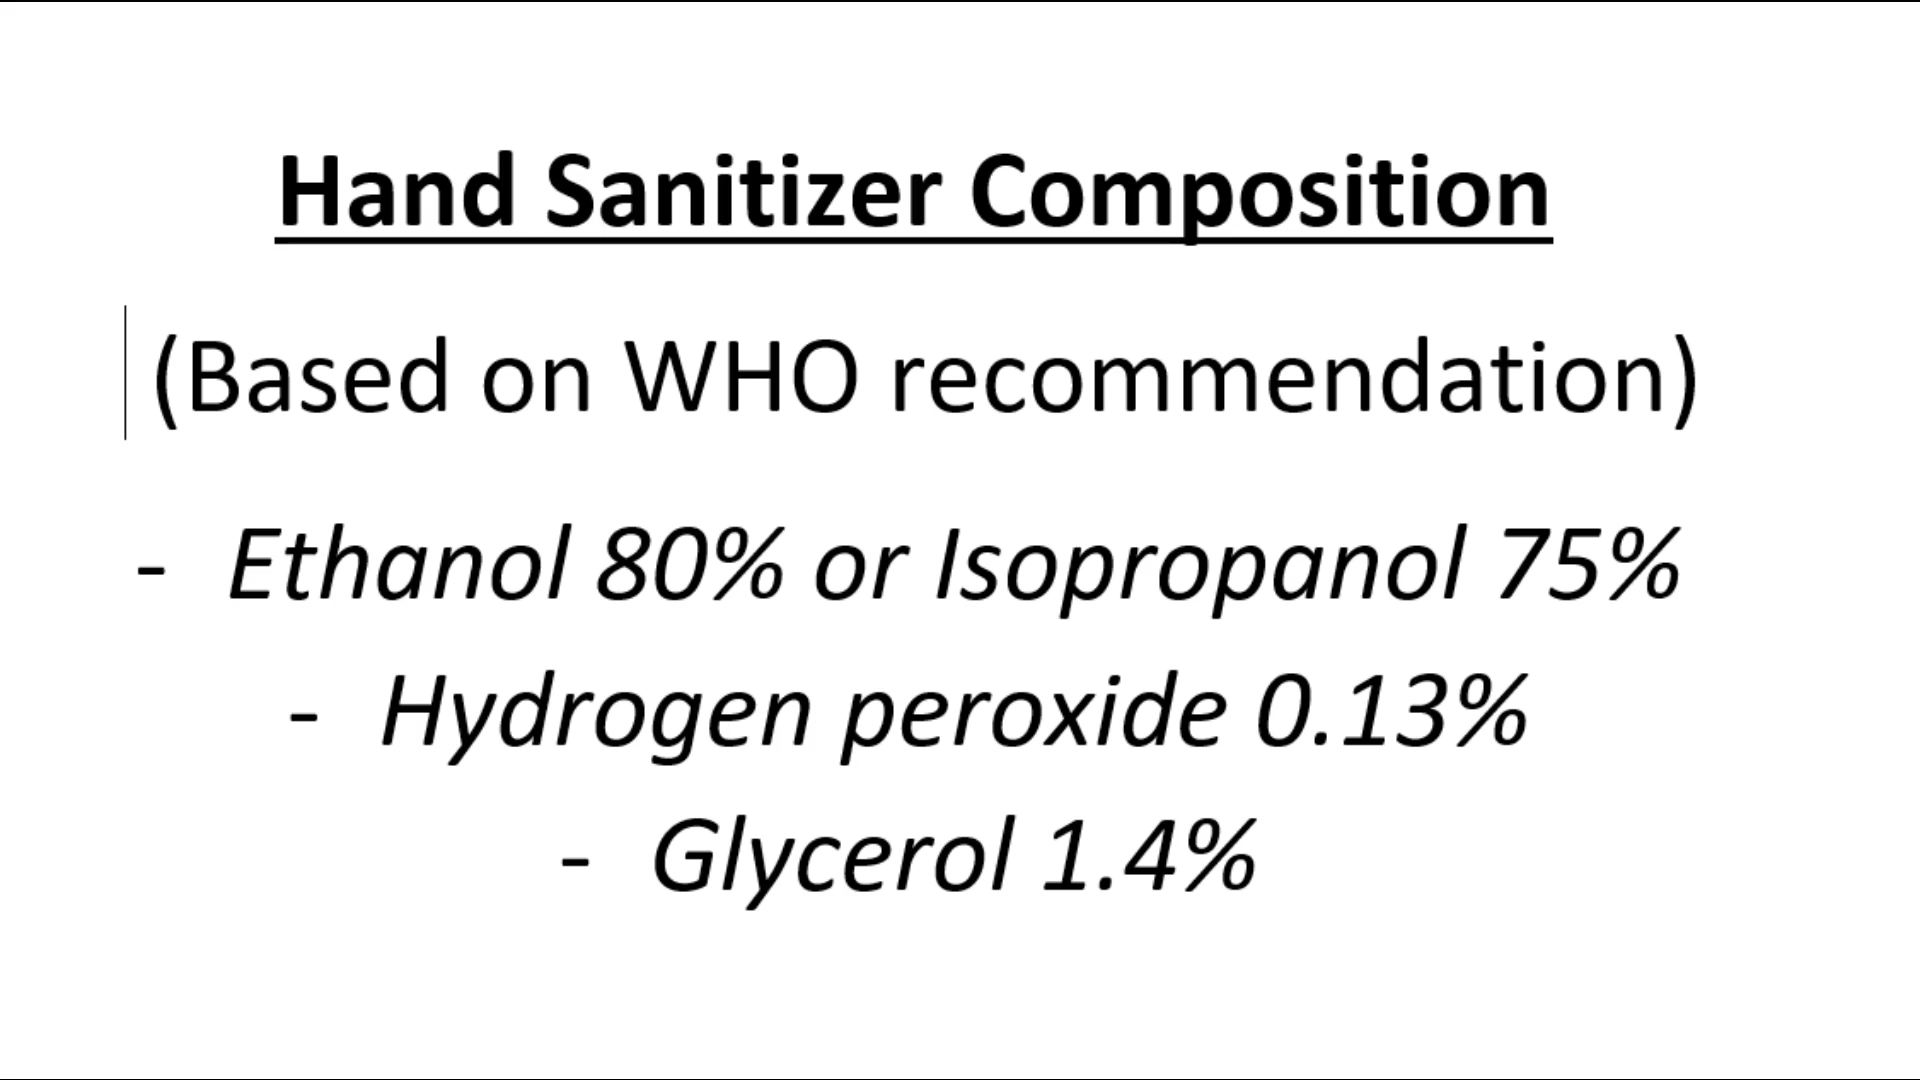 Hand Sanitizer Composition
(Based on WHO recommendation)
- Ethanol 80% or Isopropanol 75%
- Hydrogen peroxide 0.13%
- Glycerol 1.4%